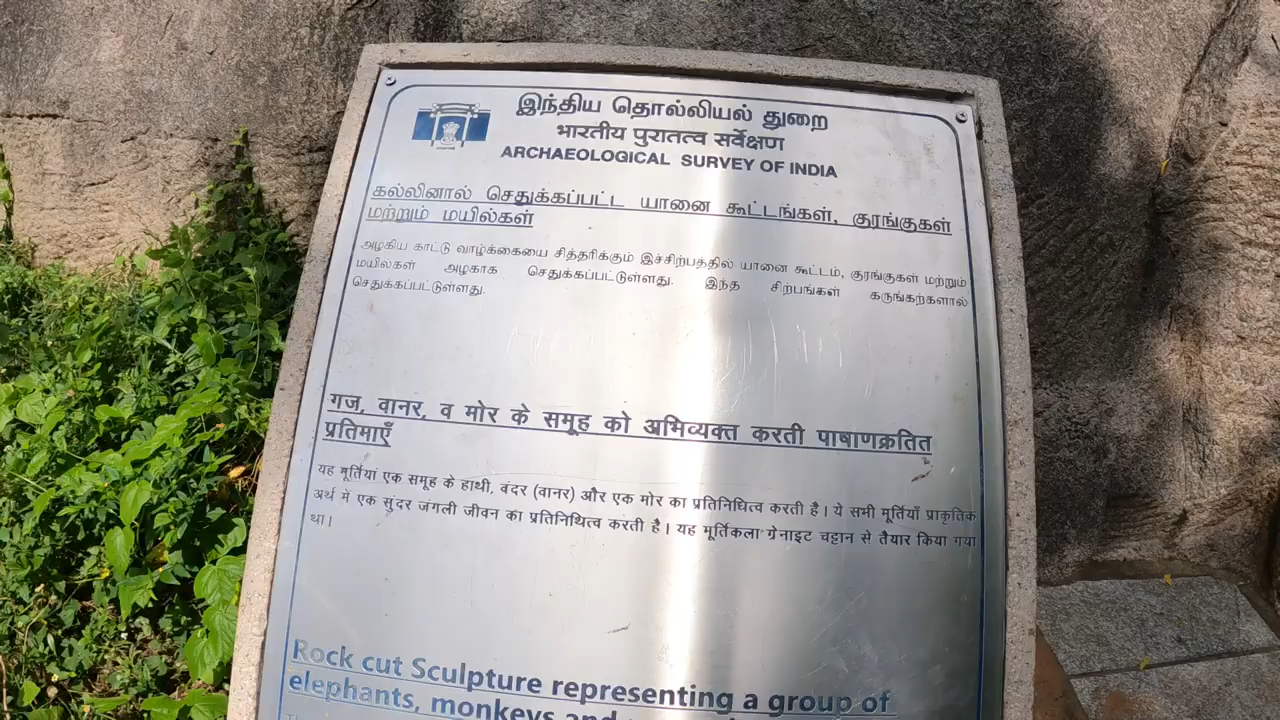 இந்திய தொல்லியல் துறை
भारतीय पुरातत्व सर्वेक्षण
ARCHAEOLOGICAL SURVEY OF INDIA
கல்லினால் செதுக்கப்பட்ட யானை கூட்டங்கள், குரங்குகள்
மற்றும் மயில்கள்
அழகிய காட்டு வாழ்க்கையை சித்தரிக்கும் இச்சிற்பத்தில் யானை கூட்டம், குரங்குகள் மற்றும்
மயில்கள் அழகாக செதுக்கப்பட்டுள்ளது. இந்த சிற்பங்கள் கருங்கற்களால்
செதுக்கப்பட்டுள்ளது.
गज, वानर, व मोर के समूह को अभिव्यक्त करती पाषाणक्रतित
प्रतिमाएँ
यह मूर्तियां एक समूह के हाथी, बंदर (वानर) और एक मोर का प्रतिनिधित्व करती है। ये सभी मूर्तियाँ प्राकृतिक
अर्थ में एक सुंदर जंगली जीवन का प्रतिनिधित्व करती है। यह मूर्तिकला ग्रेनाइट चट्टान से तैयार किया गया
था।
Rock cut Sculpture representing a group of
elephants, monkeys and